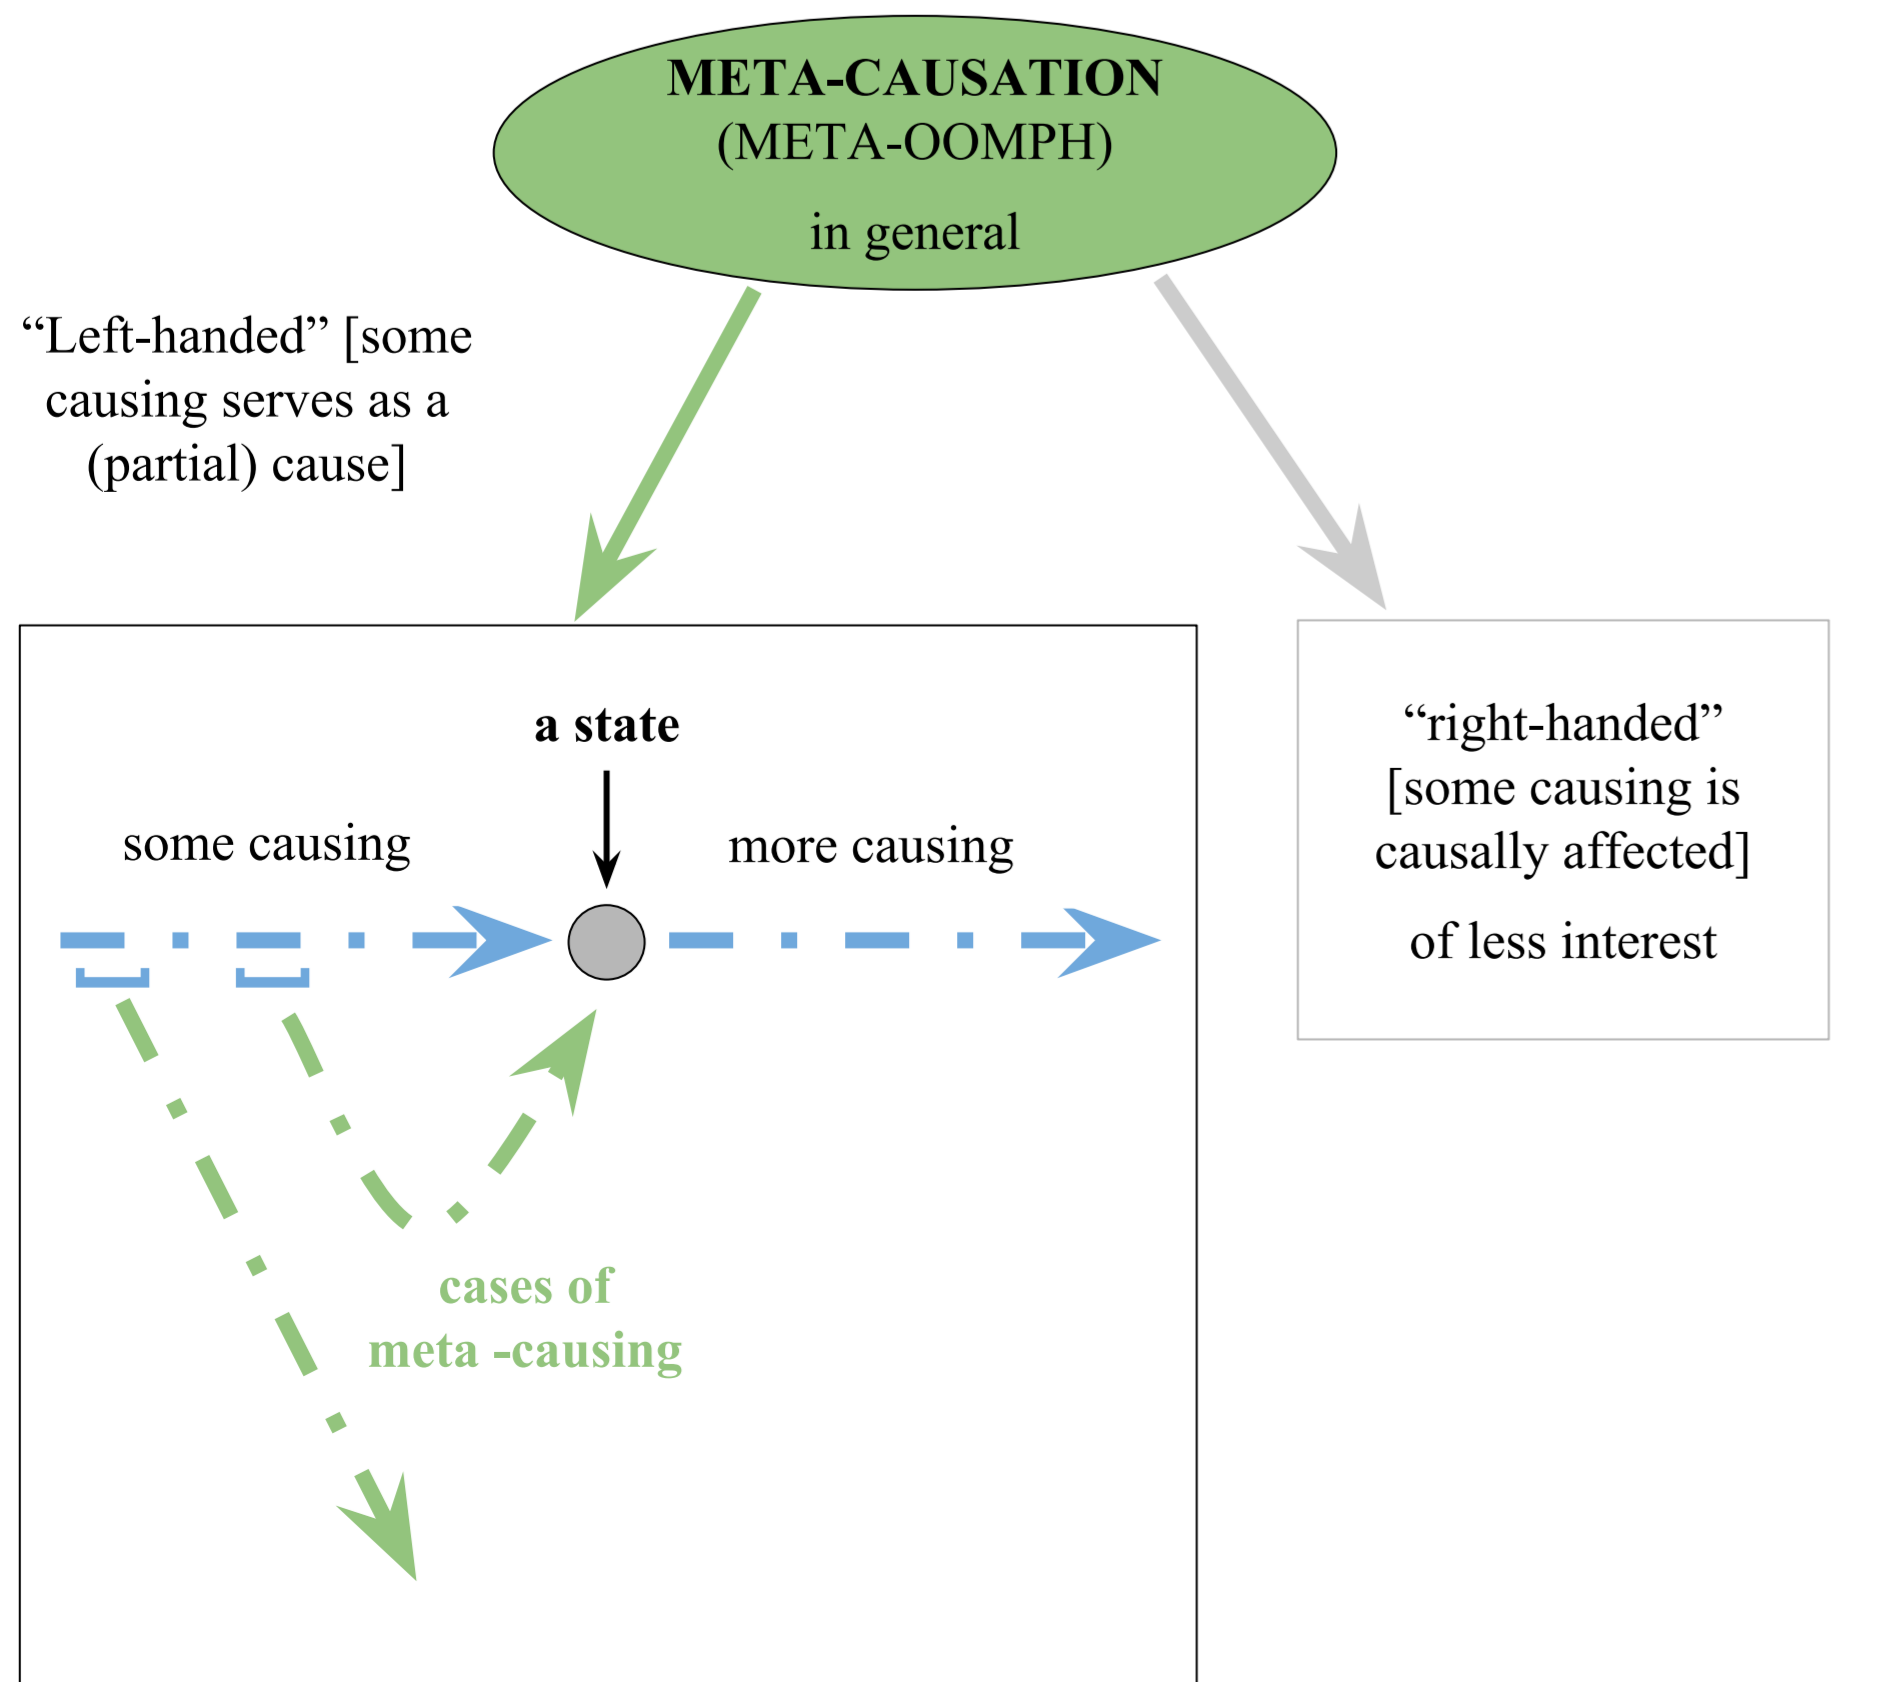 META-CAUSATION
(META-OOMPH)
in general
“Left-handed” [some
causing serves as a
(partial) cause]
a state
some causing
more causing
cases of
meta -causing
“right-handed”
[some causing is
causally affected]
of less interest